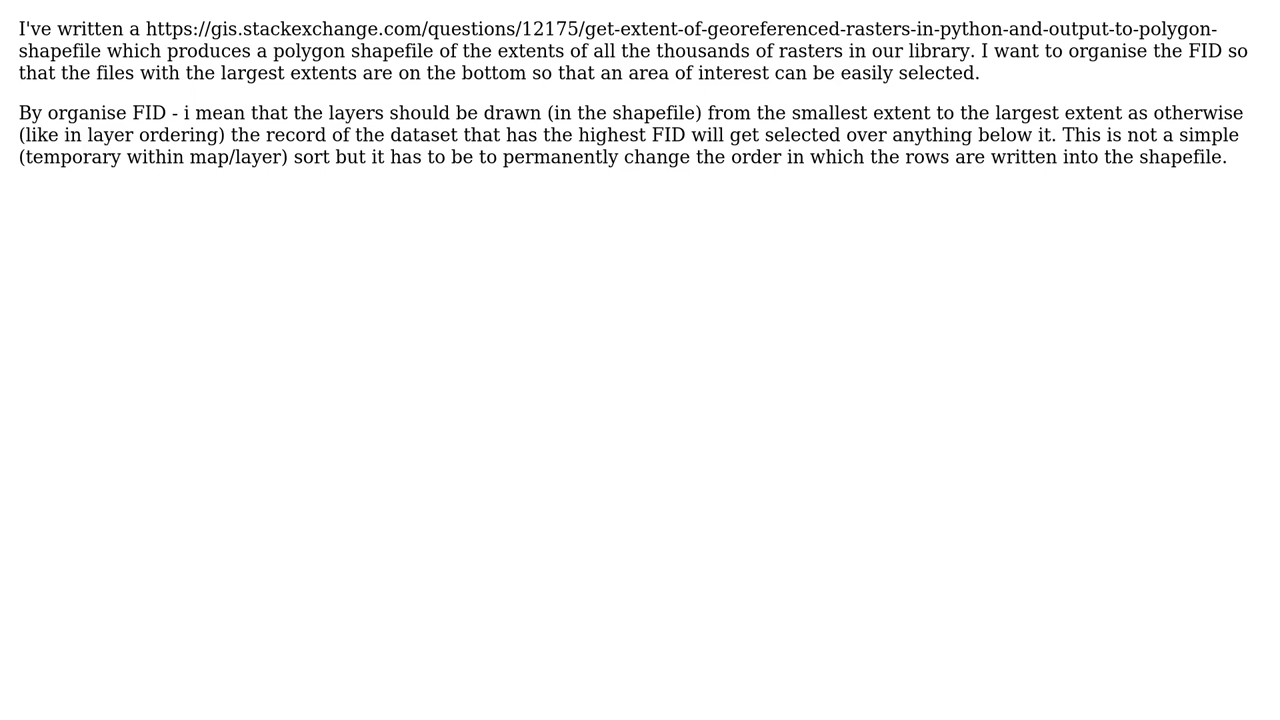 I've written a https://gis.stackexchange.com/questions/12175/get-extent-of-georeferenced-rasters-in-python-and-output-to-polygon-
shapefile which produces a polygon shapefile of the extents of all the thousands of rasters in our library. I want to organise the FID so
that the files with the largest extents are on the bottom so that an area of interest can be easily selected.
By organise FID - i mean that the layers should be drawn (in the shapefile) from the smallest extent to the largest extent as otherwise
(like in layer ordering) the record of the dataset that has the highest FID will get selected over anything below it. This is not a simple
(temporary within map/layer) sort but it has to be to permanently change the order in which the rows are written into the shapefile.